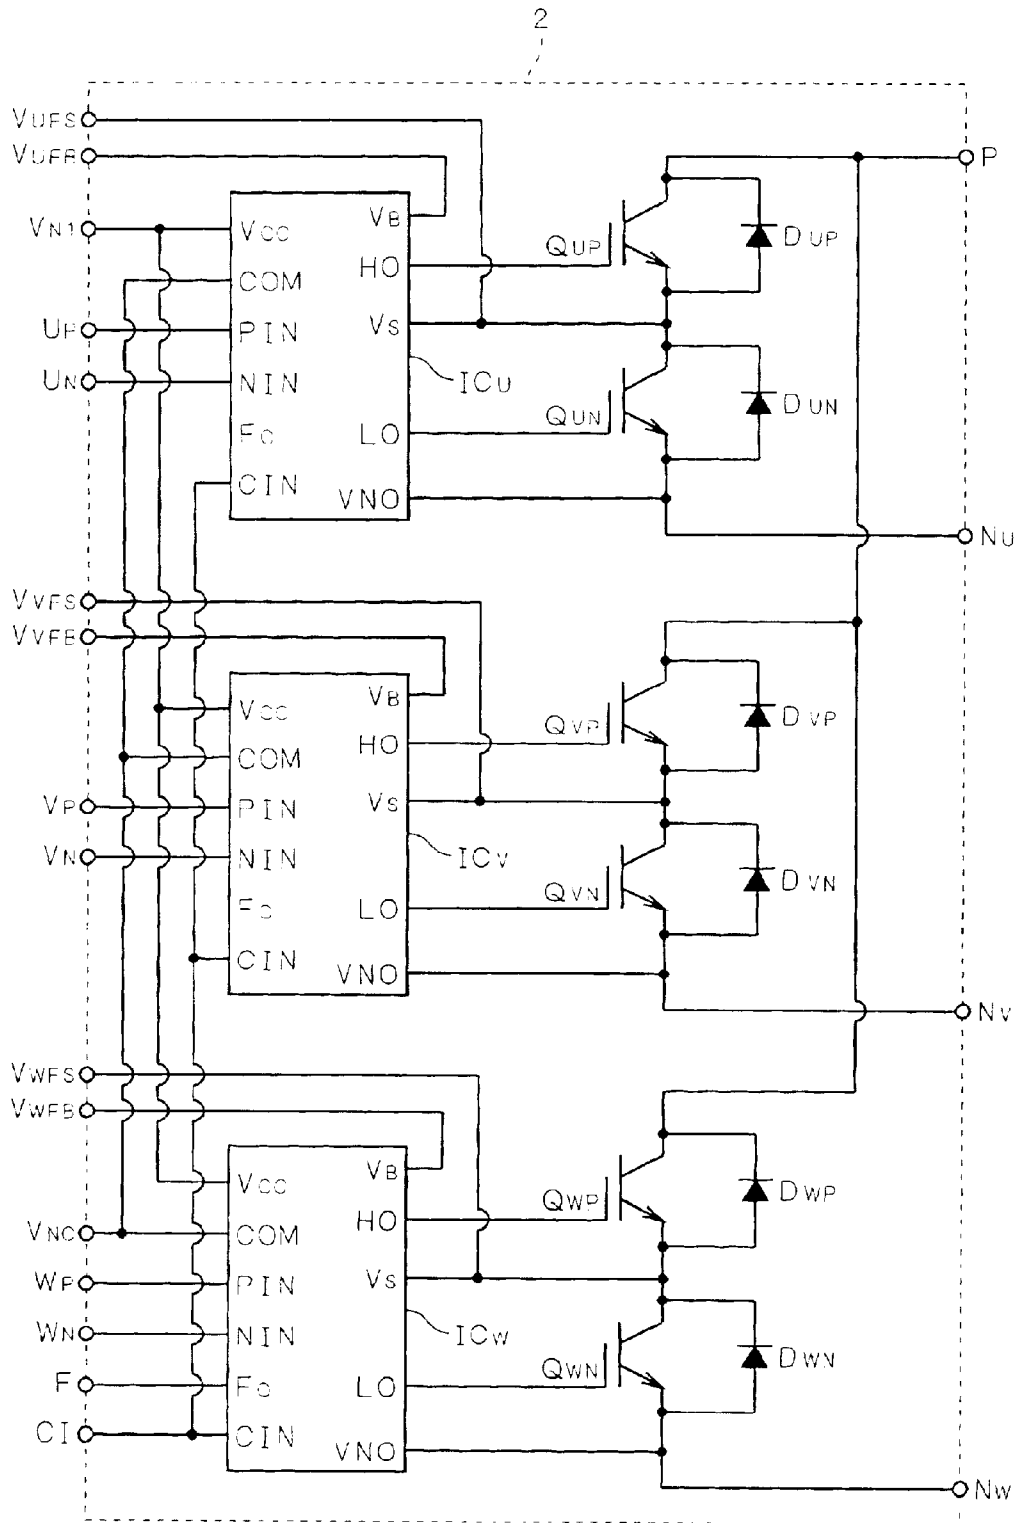 2
VUFS
VUFB
VN1
UP
UN
VCC
COM
PIN
NIN
FO
CIN
VB
HO
VS
LO
VNO
ICU
QUP
QUN
DUP
DUN
P
NU
VVFS
VVFB
VP
VN
VCC
COM
PIN
NIN
FO
CIN
VB
HO
VS
LO
VNO
ICV
QVP
QVN
DVP
DVN
NV
VWFS
VWFB
VNC
WP
WN
F
CI
VCC
COM
PIN
NIN
FO
CIN
VB
HO
VS
LO
VNO
ICW
QWP
QWN
DWP
DWN
NW